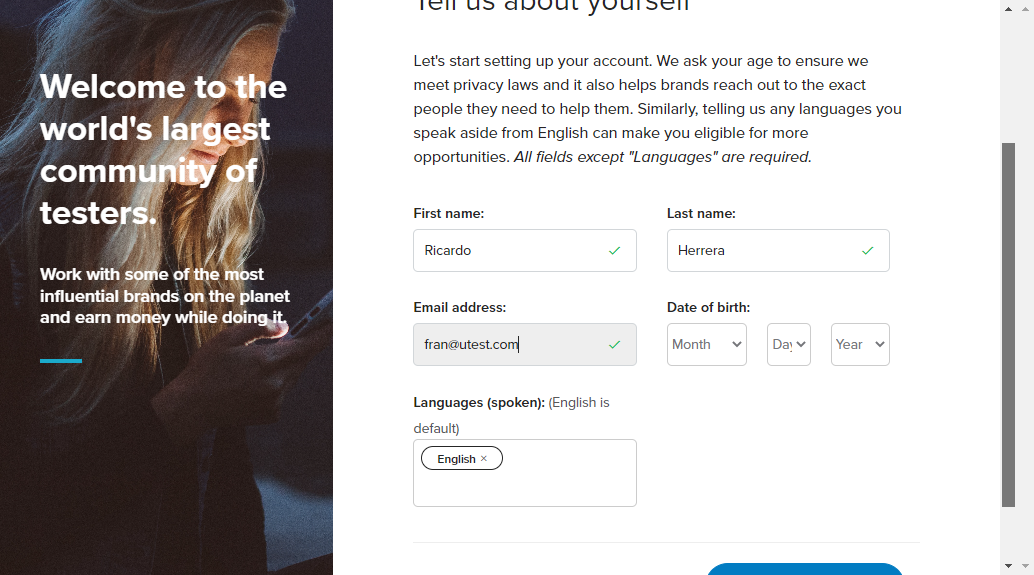 Tell us about yourself
Welcome to the
world's largest
community of
testers.
Work with some of the most
influential brands on the planet
and earn money while doing it.
Let's start setting up your account. We ask your age to ensure we
meet privacy laws and it also helps brands reach out to the exact
people they need to help them. Similarly, telling us any languages you
speak aside from English can make you eligible for more
opportunities. All fields except "Languages" are required.
First name:
Last name:
Ricardo
Herrera
Email address:
Date of birth:
fran@utest.com
Month
Day
Year
Languages (spoken): (English is
default)
English ×